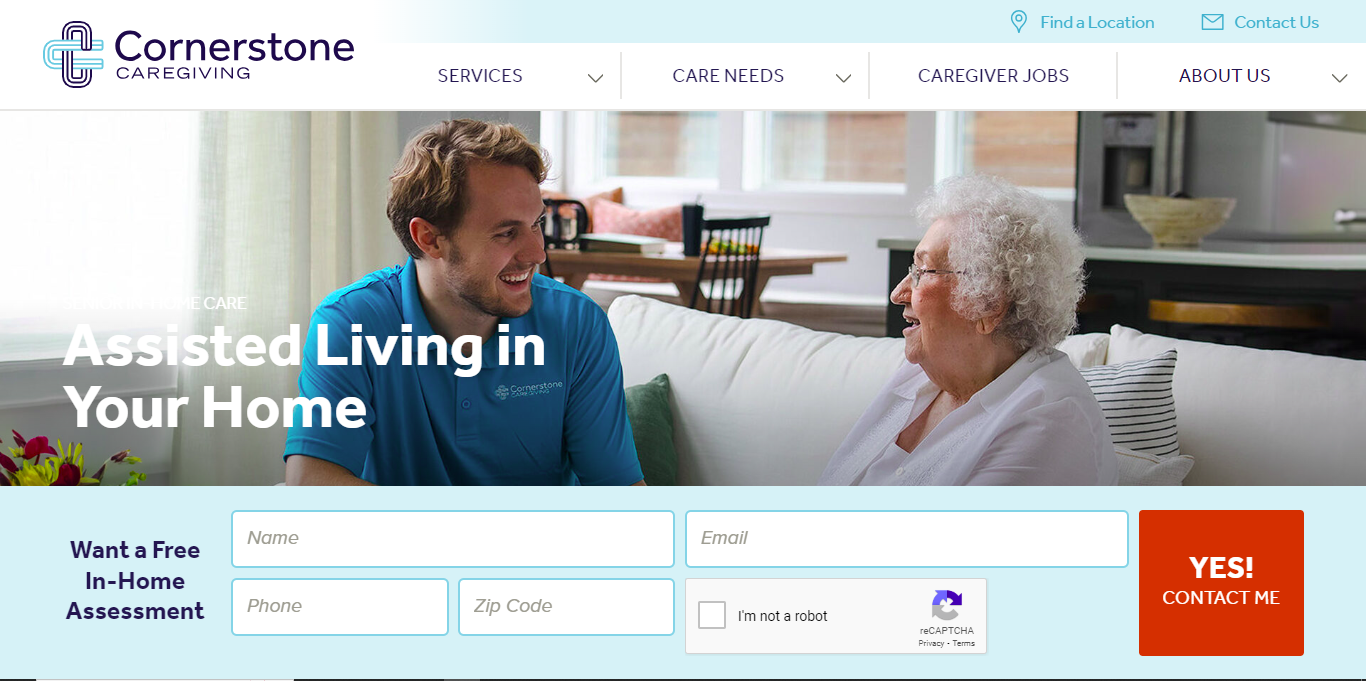 Find a Location
Contact Us
Cornerstone
CAREGIVING
SERVICES
CARE NEEDS
CAREGIVER JOBS
ABOUT US
HOME CARE
Assisted Living in
Your Home
Cornerstone
CAREGIVING
Want a Free
In-Home
Assessment
Name
Email
Phone
Zip Code
I'm not a robot
reCAPTCHA
Privacy - Terms
YES!
CONTACT ME